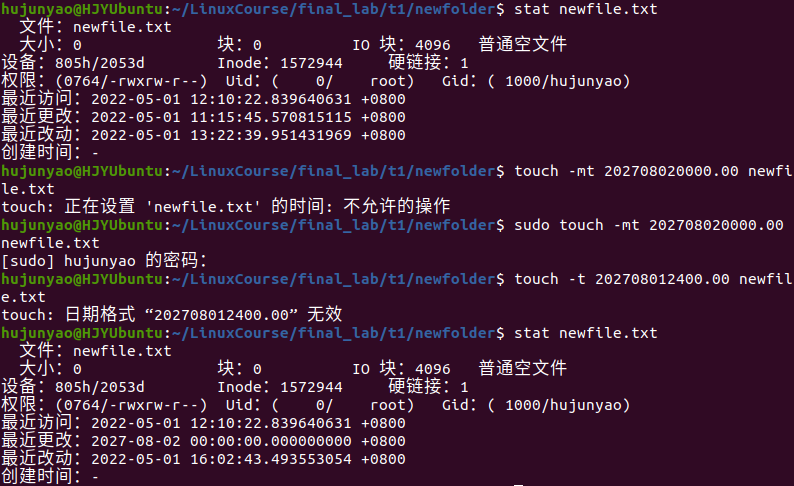 hujunyao@HJYUbuntu:~/LinuxCourse/final_lab/t1/newfolder$ stat newfile.txt
  文件：newfile.txt
  大小：0               块：0          IO 块：4096   普通空文件
设备：805h/2053d        Inode：1572944     硬链接：1
权限：(0764/-rwxrw-r--)  Uid：(    0/    root)   Gid：( 1000/hujunyao)
最近访问：2022-05-01 12:10:22.839640631 +0800
最近更改：2022-05-01 11:15:45.570815115 +0800
最近改动：2022-05-01 13:22:39.951431969 +0800
创建时间：-
hujunyao@HJYUbuntu:~/LinuxCourse/final_lab/t1/newfolder$ touch -mt 202708020000.00 newfi
le.txt
touch: 正在设置 'newfile.txt' 的时间: 不允许的操作
hujunyao@HJYUbuntu:~/LinuxCourse/final_lab/t1/newfolder$ sudo touch -mt 202708020000.00
newfile.txt
[sudo] hujunyao 的密码：
hujunyao@HJYUbuntu:~/LinuxCourse/final_lab/t1/newfolder$ touch -t 202708012400.00 newfil
e.txt
touch: 日期格式 “202708012400.00” 无效
hujunyao@HJYUbuntu:~/LinuxCourse/final_lab/t1/newfolder$ stat newfile.txt
  文件：newfile.txt
  大小：0               块：0          IO 块：4096   普通空文件
设备：805h/2053d        Inode：1572944     硬链接：1
权限：(0764/-rwxrw-r--)  Uid：(    0/    root)   Gid：( 1000/hujunyao)
最近访问：2022-05-01 12:10:22.839640631 +0800
最近更改：2027-08-02 00:00:00.000000000 +0800
最近改动：2022-05-01 16:02:43.493553054 +0800
创建时间：-